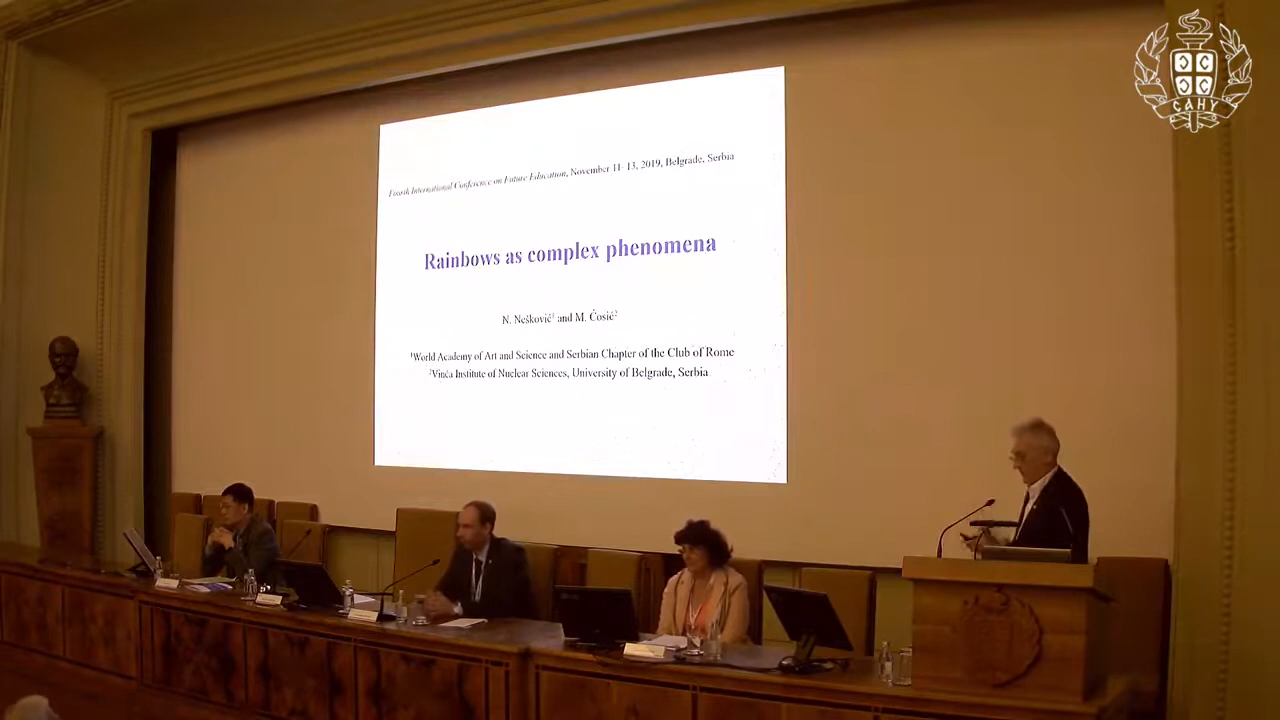 САНУ
Fourth International Conference on Future Education, November 11- 13, 2019, Belgrade, Serbia
Rainbows as complex phenomena
N. Nešković¹ and M. Ćosić²
¹World Academy of Art and Science and Serbian Chapter of the Club of Rome
²Vinča Institute of Nuclear Sciences, University of Belgrade, Serbia